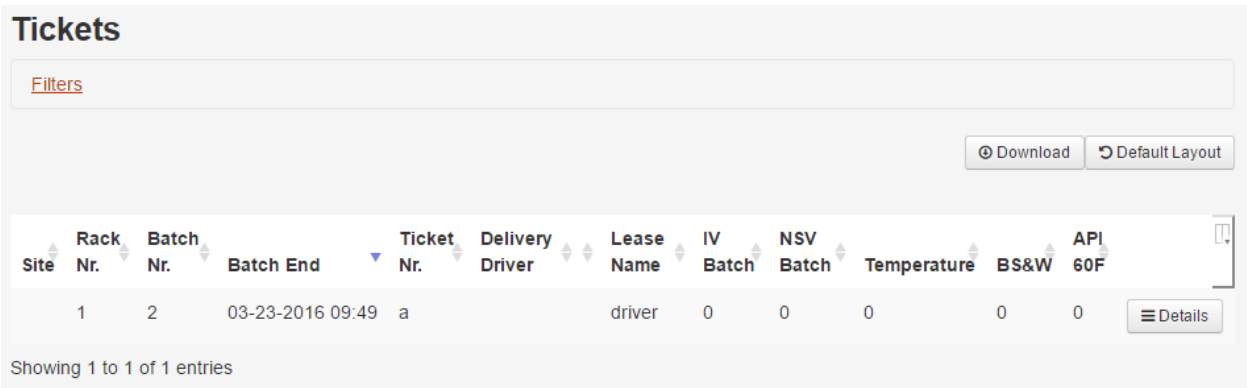 Tickets
Filters
Download Default Layout
Site Rack Nr. Batch Nr. Batch End Ticket Nr. Delivery Driver Lease Name IV Batch NSV Batch Temperature BS&W API 60F
1 2 03-23-2016 09:49 a driver 0 0 0 0 0 Details
Showing 1 to 1 of 1 entries